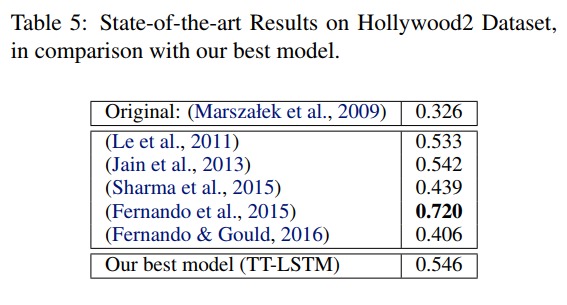 Table 5: State-of-the-art Results on Hollywood2 Dataset,
in comparison with our best model.
Original: (Marszałek et al., 2009) 0.326
(Le et al., 2011) 0.533
(Jain et al., 2013) 0.542
(Sharma et al., 2015) 0.439
(Fernando et al., 2015) 0.720
(Fernando & Gould, 2016) 0.406
Our best model (TT-LSTM) 0.546